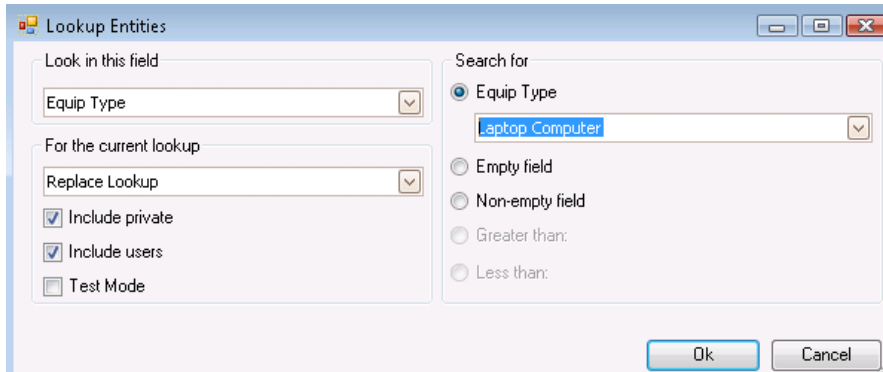 Lookup Entities
Look in this field
Equip Type
For the current lookup
Replace Lookup
Include private
Include users
Test Mode
Search for
Equip Type
Laptop Computer
Empty field
Non-empty field
Greater than:
Less than:
Ok
Cancel